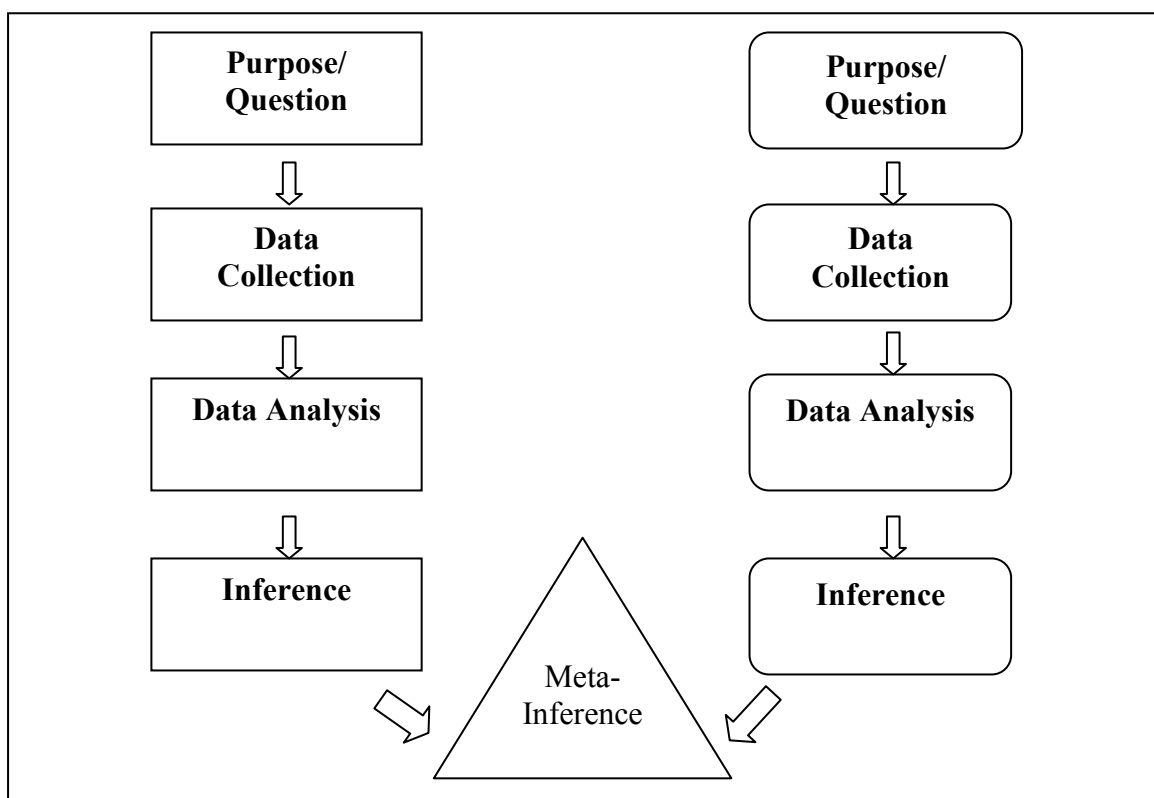 Purpose/
Question
Data
Collection
Data Analysis
Inference
Purpose/
Question
Data
Collection
Data Analysis
Inference
Meta-
Inference